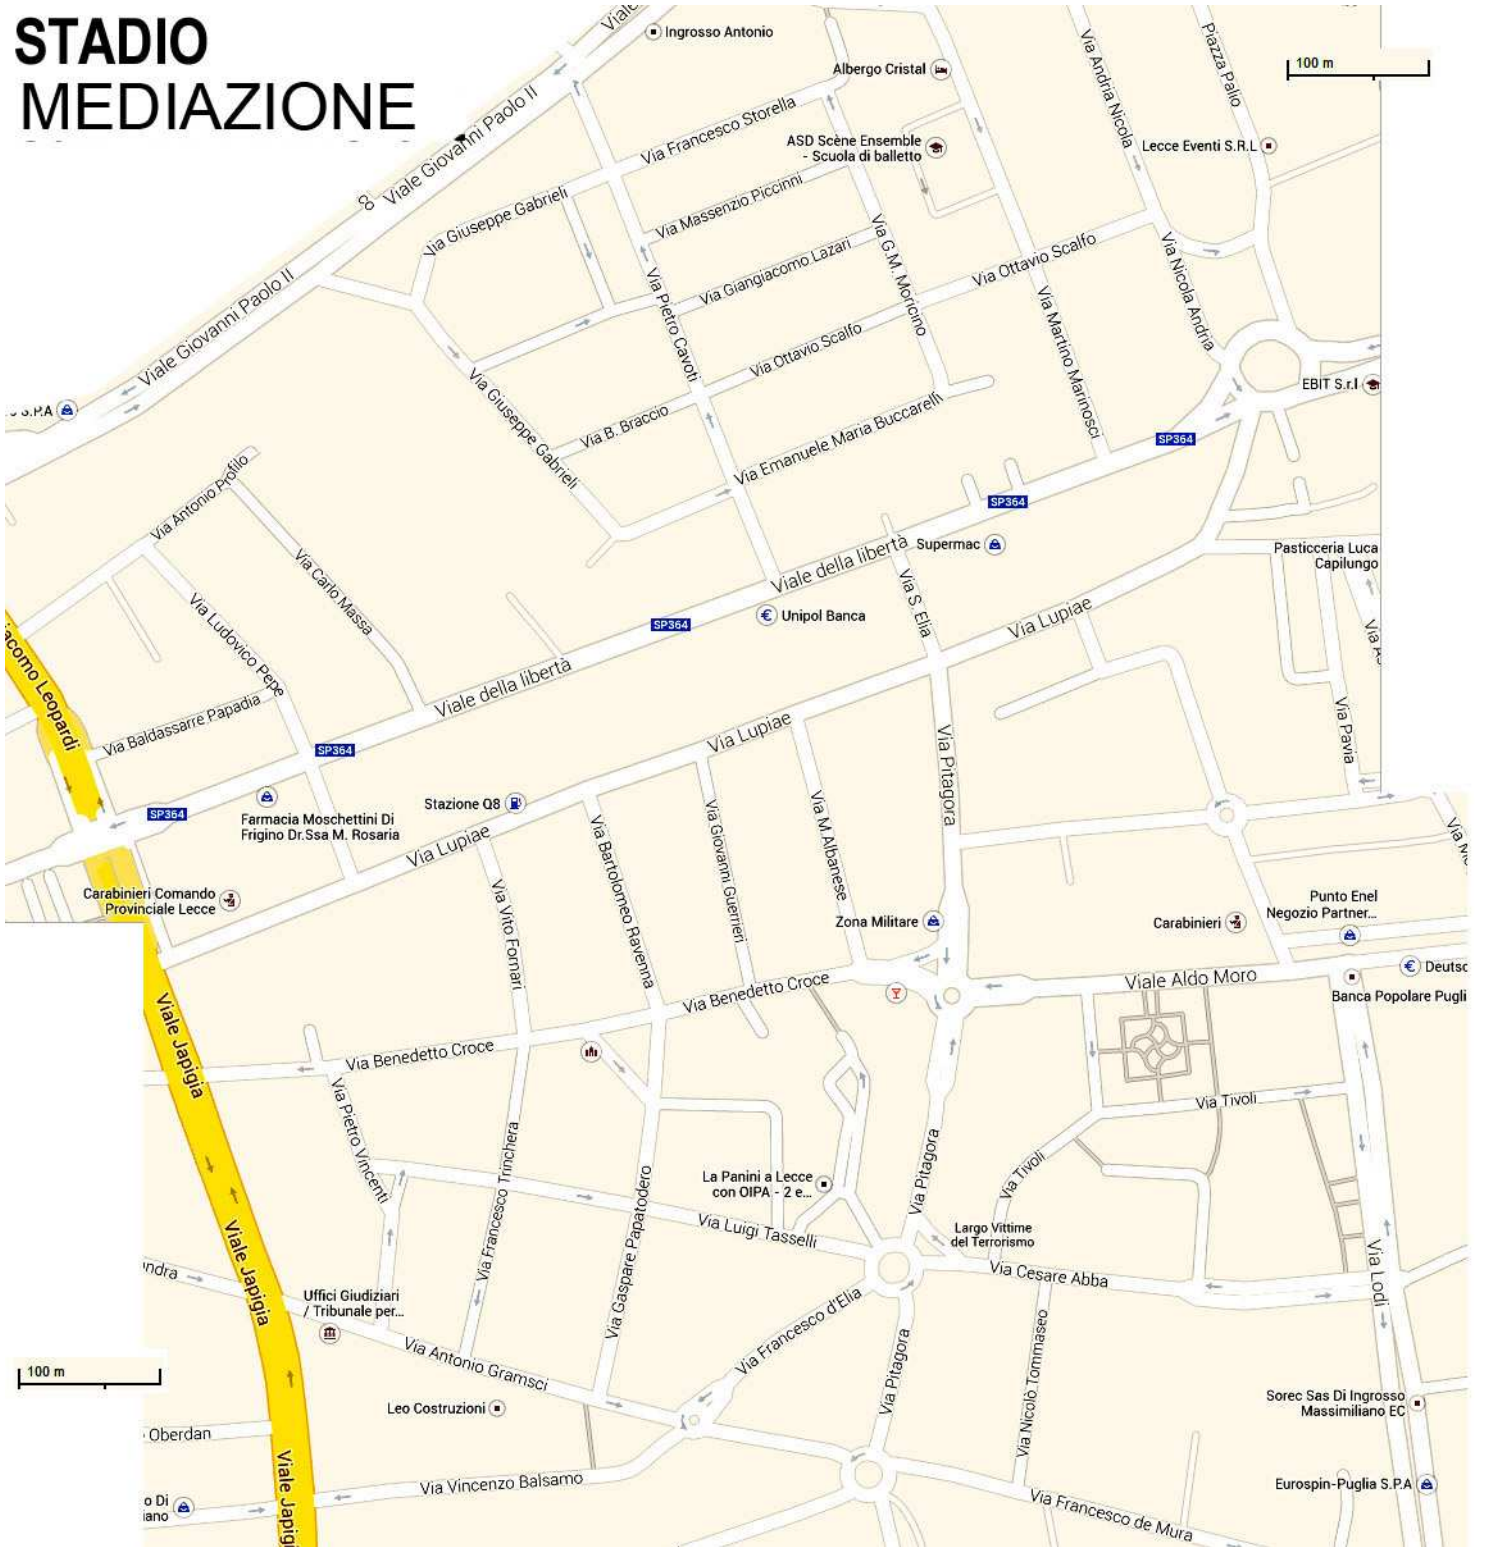 STADIO
MEDIAZIONE
100 m
Ingrosso Antonio
Albergo Cristal
Via Andria Nicola
Piazza Palio
Viale Giovanni Paolo II
Via Francesco Storella
ASD Scène Ensemble
- Scuola di balletto
Lecce Eventi S.R.L
8
Via Giuseppe Gabrieli
Via Massenzio Piccinni
Via G.M. Moricino
Via Ottavio Scalfo
Via Nicola Andria
Viale Giovanni Paolo II
Via Pietro Cavoti
Via Giangiacomo Lazari
Via Martino Marinosci
Via Ottavio Scalfo
EBIT S.r.l
S.P.A
Via Giuseppe Gabrieli
Via B. Braccio
Via Emanuele Maria Buccarelli
SP364
Via Antonio Profilo
SP364
Viale della libertà
Supermac
Pasticceria Luca
Capilungo
Via Carlo Massa
Via S. Elia
Via Ludovico Pepe
SP364
Unipol Banca
Via Lupiae
acomo Leopardi
Viale della libertà
Via Baldassarre Papadia
SP364
Via Lupiae
Via Pitagora
Via Pavia
SP364
Farmacia Moschettini Di
Frigino Dr.Ssa M. Rosaria
Stazione Q8
Via Lupiae
Via Bartolomeo Ravenna
Via Giovanni Guerrieri
Via M.Albanese
Carabinieri Comando
Provinciale Lecce
Via Vito Fornari
Zona Militare
Carabinieri
Punto Enel
Negozio Partner...
Deutsc
Viale Japigia
Via Benedetto Croce
Viale Aldo Moro
Banca Popolare Pugli
Via Benedetto Croce
Via Pietro Vincenti
Via Francesco Trinchera
Via Tivoli
Via Pitagora
Via Tivoli
La Panini a Lecce
con OIPA - 2 e...
Via Gaspare Papatodero
Via Luigi Tasselli
Largo Vittime
del Terrorismo
Viale Japigia
ndra
Via Cesare Abba
Via Lodi
Uffici Giudiziari
/ Tribunale per...
Via Francesco d'Elia
Via Antonio Gramsci
Via Pitagora
Via Nicolò Tommaseo
100 m
Leo Costruzioni
Sorec Sas Di Ingrosso
Massimiliano EC
Oberdan
Viale Japigi
Via Vincenzo Balsamo
Eurospin-Puglia S.P.A
o Di
iano
Via Francesco de Mura